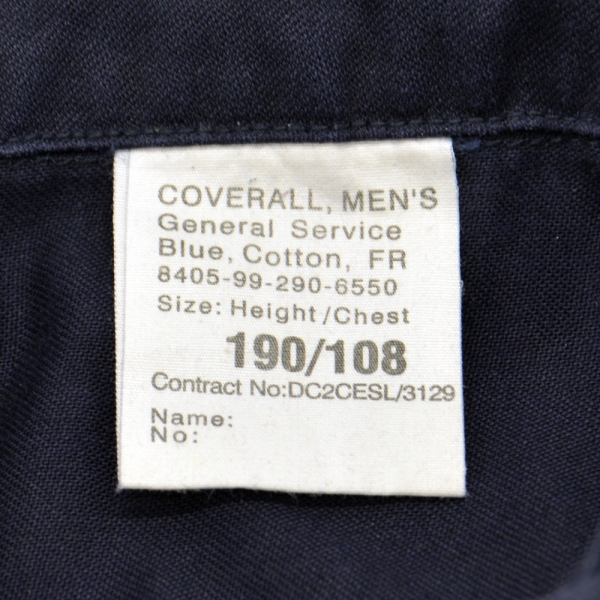 COVERALL, MEN'S
General Service
Blue, Cotton, FR
8405-99-290-6550
Size: Height/Chest
190/108
Contract No:DC2CESL/3129
Name:
No: